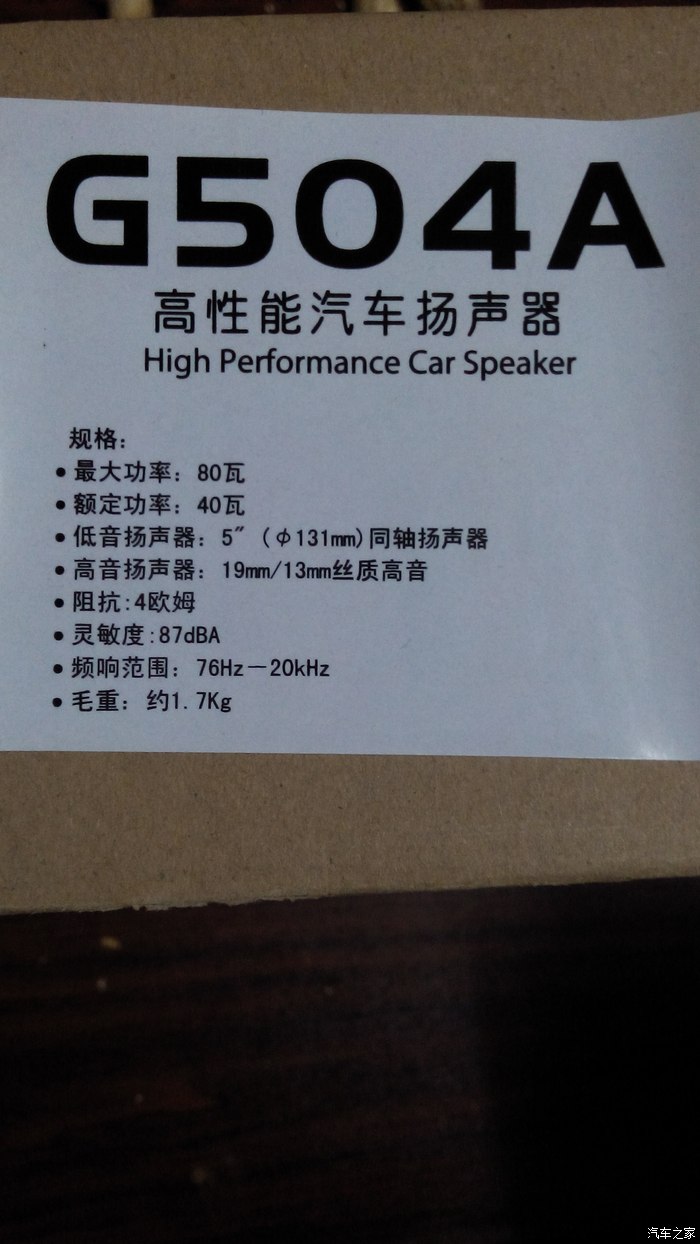 G504A
高性能汽车扬声器
High Performance Car Speaker
规格：
●最大功率：80瓦
●额定功率：40瓦
●低音扬声器：5"（φ131mm)同轴扬声器
●高音扬声器：19mm/13mm丝质高音
●阻抗:4欧姆
●灵敏度:87dBA
●频响范围：76Hz－20kHz
●毛重：约1.7Kg
汽车之家